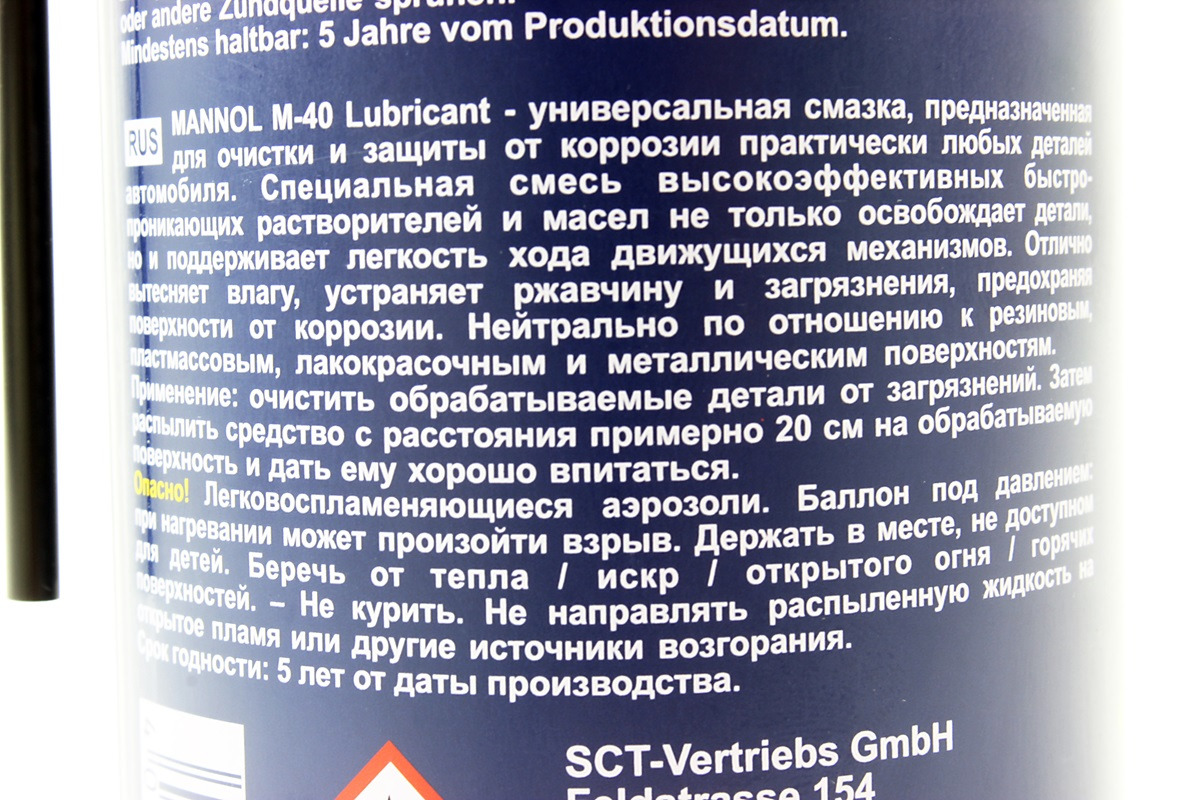 oder andere Zündquelle sprühen.
Mindestens haltbar: 5 Jahre vom Produktionsdatum.
RUS MANNOL M-40 Lubricant - универсальная смазка, предназначенная
для очистки и защиты от коррозии практически любых деталей
автомобиля. Специальная смесь высокоэффективных быстро-
проникающих растворителей и масел не только освобождает детали,
но и поддерживает легкость хода движущихся механизмов. Отлично
вытесняет влагу, устраняет ржавчину и загрязнения, предохраняя
поверхности от коррозии. Нейтрально по отношению к резиновым,
пластмассовым, лакокрасочным и металлическим поверхностям.
Применение: очистить обрабатываемые детали от загрязнений. Затем
распылить средство с расстояния примерно 20 см на обрабатываемую
поверхность и дать ему хорошо впитаться.
Опасно! Легковоспламеняющиеся аэрозоли. Баллон под давлением:
при нагревании может произойти взрыв. Держать в месте, не доступном
для детей. Беречь от тепла / искр / открытого огня / горячих
поверхностей. – Не курить. Не направлять распыленную жидкость на
открытое пламя или другие источники возгорания.
Срок годности: 5 лет от даты производства.
SCT-Vertriebs GmbH
Feldstrasse 154